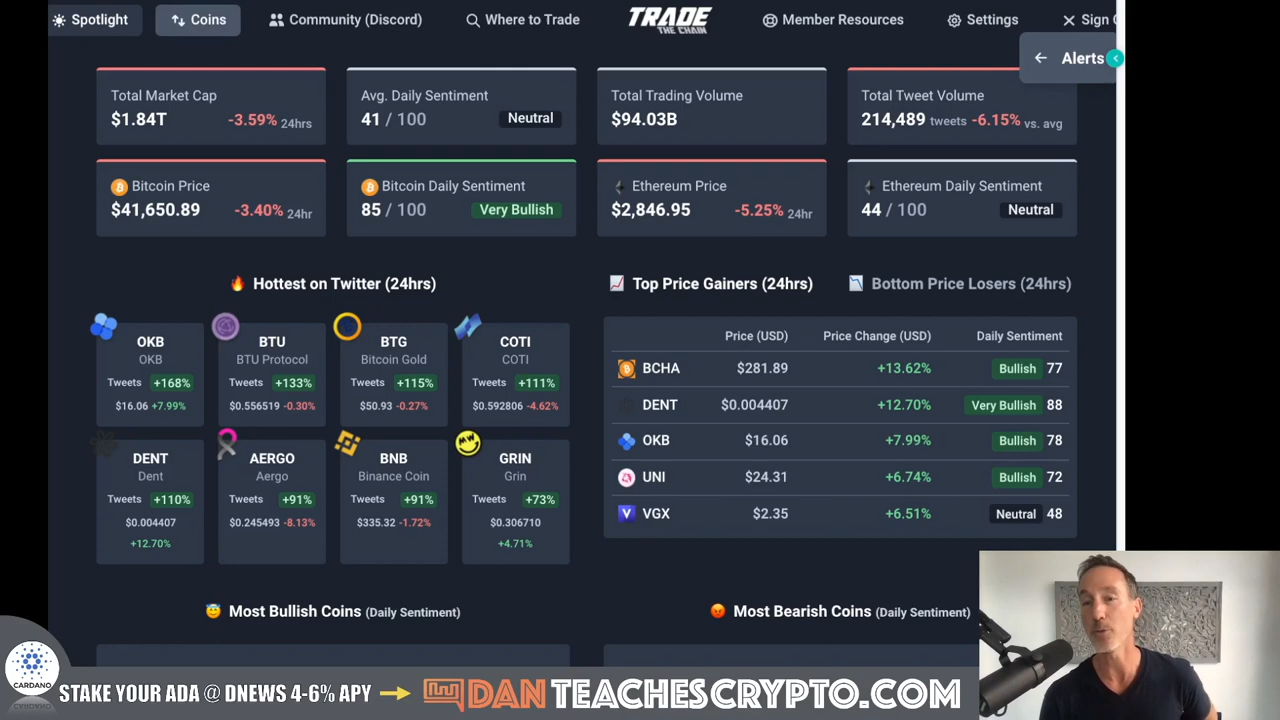 Spotlight
Coins
Community (Discord)
Where to Trade
TRADE
THE CHAIN
Member Resources
Settings
Sign
Alerts
Total Market Cap
$1.84T -3.59% 24hrs
Avg. Daily Sentiment
41 / 100 Neutral
Total Trading Volume
$94.03B
Total Tweet Volume
214,489 tweets -6.15% vs. avg
Bitcoin Price
$41,650.89 -3.40% 24hr
Bitcoin Daily Sentiment
85 / 100 Very Bullish
Ethereum Price
$2,846.95 -5.25% 24hr
Ethereum Daily Sentiment
44 / 100 Neutral
Hottest on Twitter (24hrs)
OKB
OKB
Tweets +168%
$16.06 +7.99%
BTU
BTU Protocol
Tweets +133%
$0.556519 -0.30%
BTG
Bitcoin Gold
Tweets +115%
$50.93 -0.27%
COTI
COTI
Tweets +111%
$0.592806 -4.62%
DENT
Dent
Tweets +110%
$0.004407
+12.70%
AERGO
Aergo
Tweets +91%
$0.245493 -8.13%
BNB
Binance Coin
Tweets +91%
$335.32 -1.72%
MW
GRIN
Grin
Tweets +73%
$0.306710
+4.71%
Top Price Gainers (24hrs)
Bottom Price Losers (24hrs)
Price (USD) Price Change (USD) Daily Sentiment
BCHA $281.89 +13.62% Bullish 77
DENT $0.004407 +12.70% Very Bullish 88
OKB $16.06 +7.99% Bullish 78
UNI $24.31 +6.74% Bullish 72
VGX $2.35 +6.51% Neutral 48
Most Bullish Coins (Daily Sentiment)
Most Bearish Coins (Daily Sentiment)
CARDANO
STAKE YOUR ADA @ DNEWS 4-6% APY
DANTEACHESCRYPTO.COM